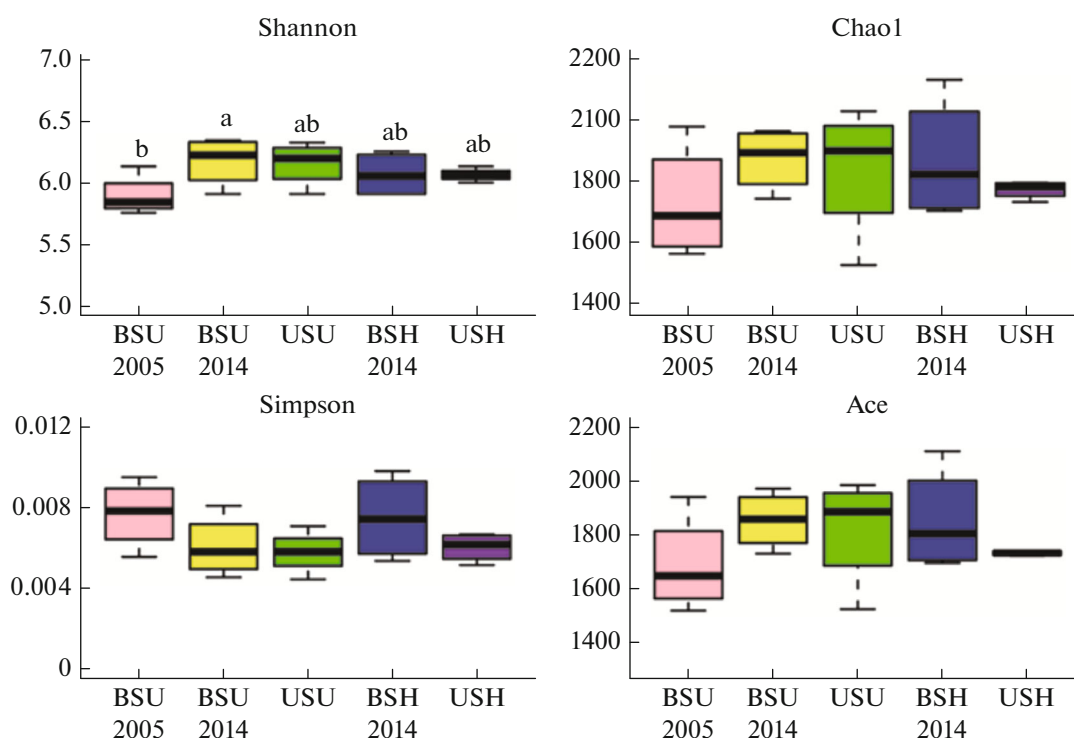 Shannon
7.0
6.5
6.0
5.5
5.0
b
a
ab
ab
ab
BSU BSU USU BSH USH
2005 2014 2014
Chao1
2200
2100
1800
1600
1400
BSU BSU USU BSH USH
2005 2014 2014
Simpson
0.012
0.008
0.004
0
BSU BSU USU BSH USH
2005 2014 2014
Ace
2200
2000
1800
1600
1400
BSU BSU USU BSH USH
2005 2014 2014